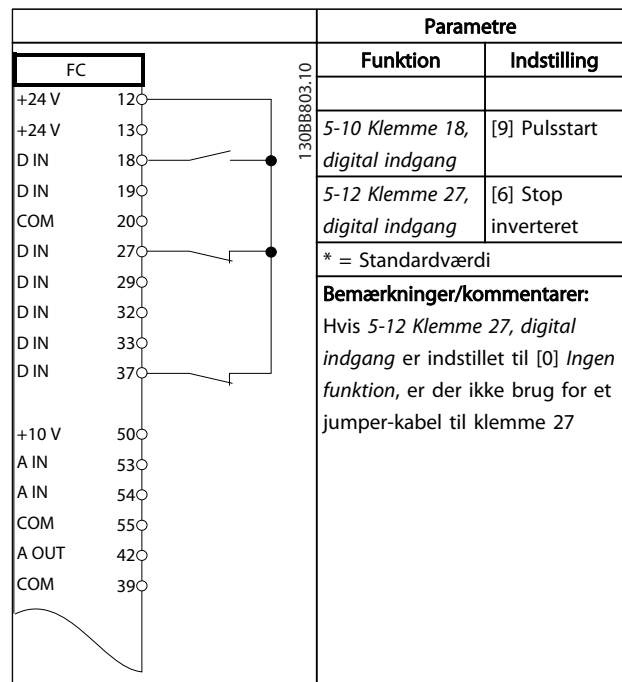 Parametre
Funktion Indstilling
5-10 Klemme 18, [9] Pulsstart
digital indgang
5-12 Klemme 27, [6] Stop
digital indgang inverteret
* = Standardværdi
Bemærkninger/kommentarer:
Hvis 5-12 Klemme 27, digital
indgang er indstillet til [0] Ingen
funktion, er der ikke brug for et
jumper-kabel til klemme 27
FC
+24 V 12
+24 V 13
D IN 18
D IN 19
COM 20
D IN 27
D IN 29
D IN 32
D IN 33
D IN 37
+10 V 50
A IN 53
A IN 54
COM 55
A OUT 42
COM 39
130BB803.10